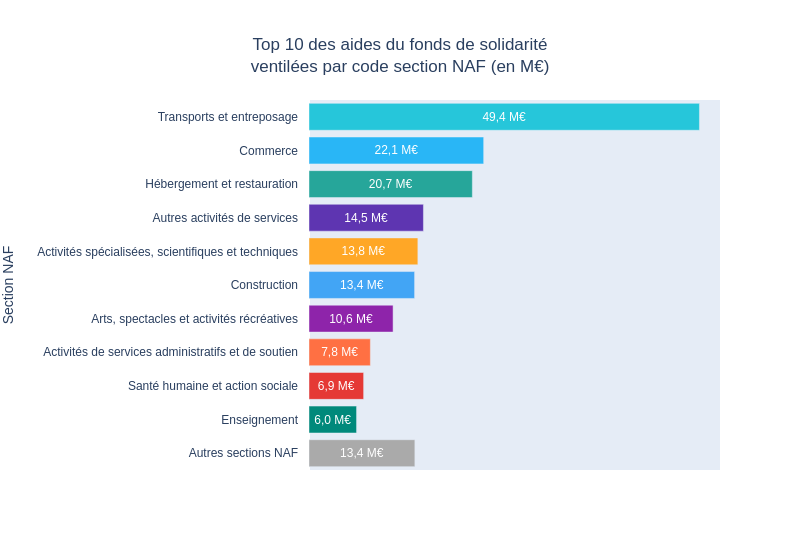 Top 10 des aides du fonds de solidarité
ventilées par code section NAF (en M€)
Section NAF
Transports et entreposage 49,4 M€
Commerce 22,1 M€
Hébergement et restauration 20,7 M€
Autres activités de services 14,5 M€
Activités spécialisées, scientifiques et techniques 13,8 M€
Construction 13,4 M€
Arts, spectacles et activités récréatives 10,6 M€
Activités de services administratifs et de soutien 7,8 M€
Santé humaine et action sociale 6,9 M€
Enseignement 6,0 M€
Autres sections NAF 13,4 M€